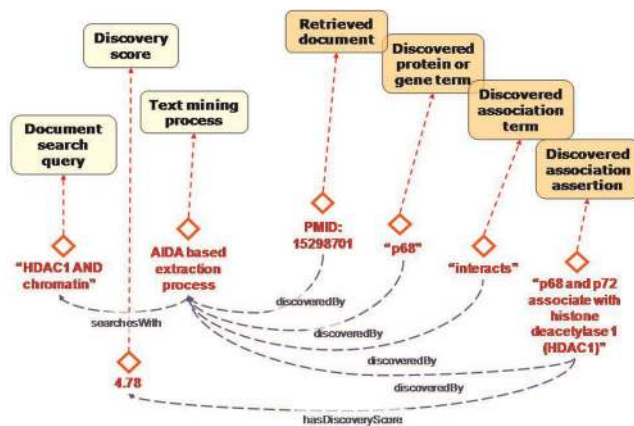 Discovery
score
Retrieved
document
Discovered
protein or
gene term
Text mining
process
Discovered
association
term
Document
search
query
Discovered
association
assertion
"HDAC1 AND
chromatin"
AIDA based
extraction
process
PMID:
15298701
"p68"
"interacts"
"p68 and p72
associate with
histone
deacetylase 1
(HDAC1)"
searchesWith
discoveredBy
discoveredBy
discoveredBy
discoveredBy
4.78
hasDiscoveryScore